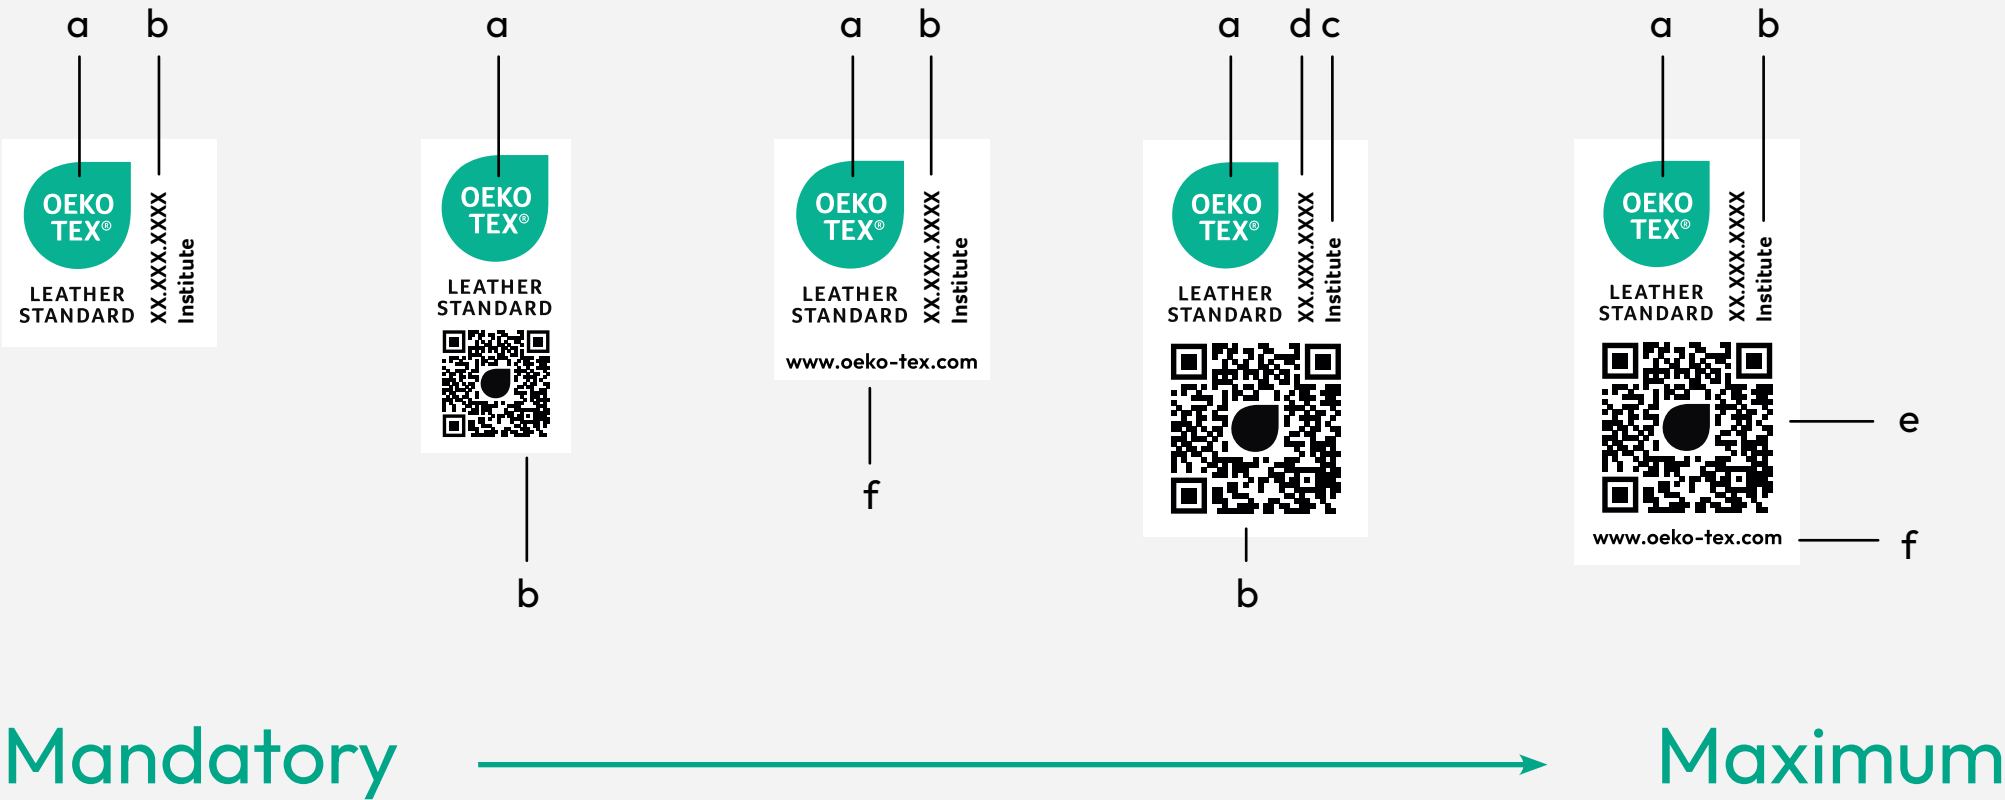 a b
a
a b
a d c
a b
OEKO
TEX®
LEATHER
STANDARD
XX.XXX.XXXX
Institute
OEKO
TEX®
LEATHER
STANDARD
b
OEKO
TEX®
LEATHER
STANDARD
XX.XXX.XXXX
Institute
www.oeko-tex.com
f
OEKO
TEX®
LEATHER
STANDARD
XX.XXX.XXXX
Institute
b
OEKO
TEX®
LEATHER
STANDARD
XX.XXX.XXXX
Institute
e
www.oeko-tex.com
f
Mandatory
Maximum